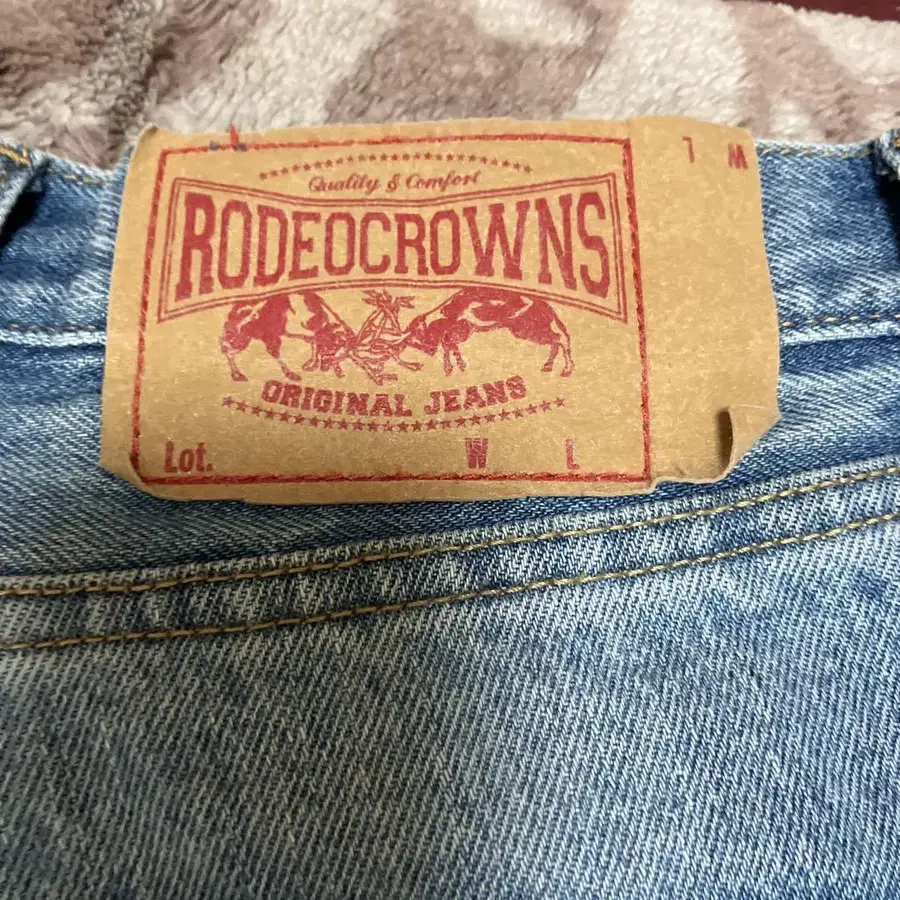 Quality & Comfort
RODEOCROWNS
ORIGINAL JEANS
Lot. W L
W L